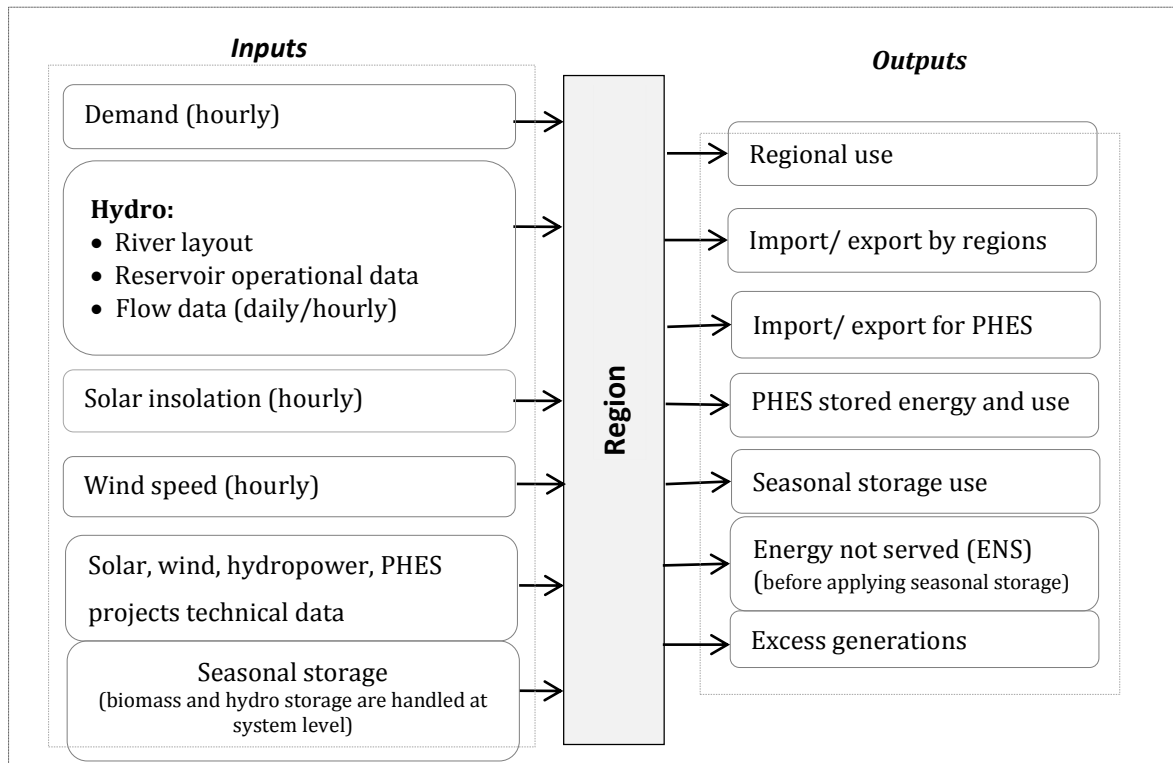 Inputs
Demand (hourly)
Hydro:
• River layout
• Reservoir operational data
• Flow data (daily/hourly)
Solar insolation (hourly)
Wind speed (hourly)
Solar, wind, hydropower, PHES
projects technical data
Seasonal storage
(biomass and hydro storage are handled at
system level)
Region
Outputs
Regional use
Import/ export by regions
Import/ export for PHES
PHES stored energy and use
Seasonal storage use
Energy not served (ENS)
(before applying seasonal storage)
Excess generations